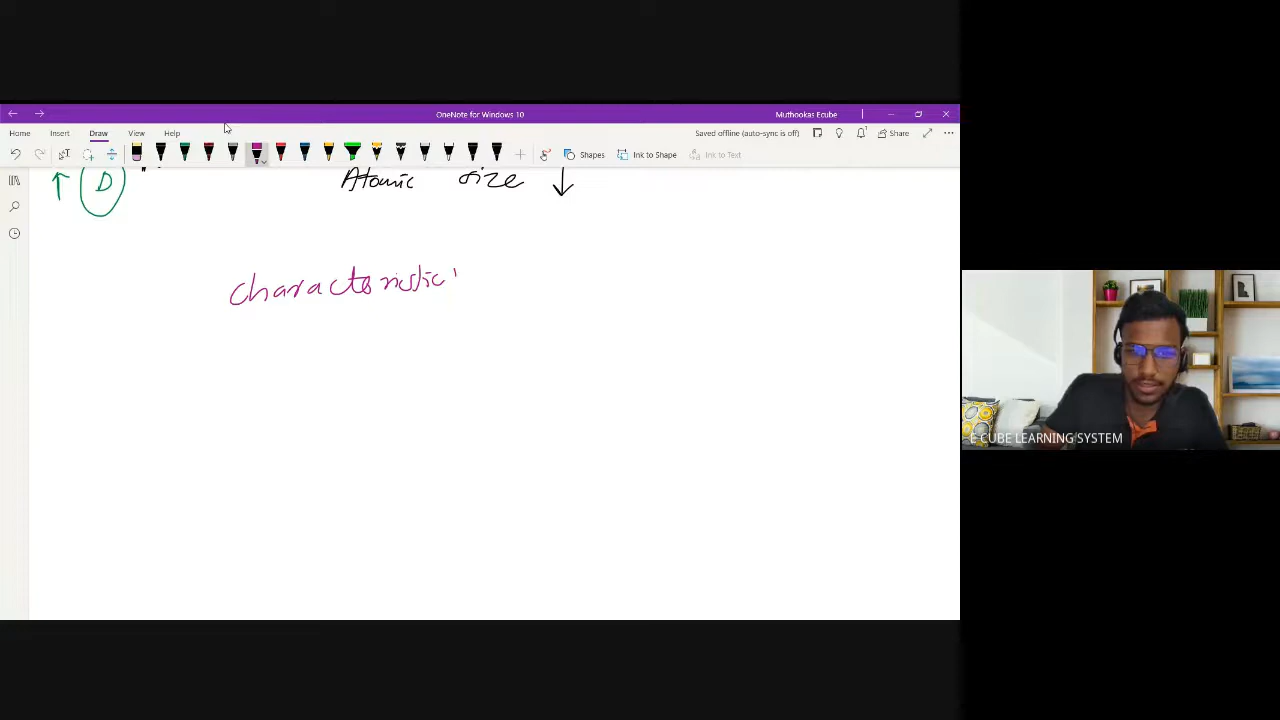 OneNote for Windows 10
Muthookas Ecube
Home Insert Draw View Help
Saved offline (auto-sync is off)
Share
Shapes
Ink to Shape
Ink to Text
↑ D
Atomic size ↓
characteristic
E CUBE LEARNING SYSTEM